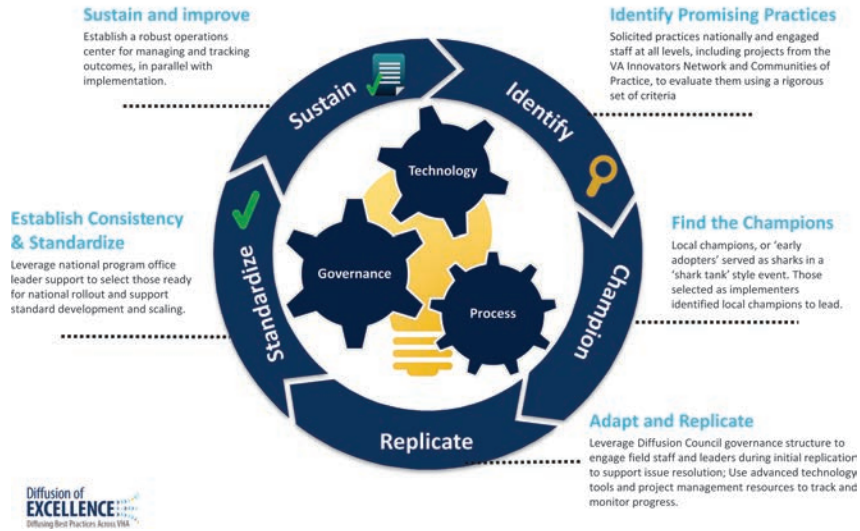 Sustain and improve
Establish a robust operations
center for managing and tracking
outcomes, in parallel with
implementation.
Identify Promising Practices
Solicited practices nationally and engaged
staff at all levels, including projects from the
VA Innovators Network and Communities of
Practice, to evaluate them using a rigorous
set of criteria
Sustain
Identify
Technology
Establish Consistency
& Standardize
Leverage national program office
leader support to select those ready
for national rollout and support
standard development and scaling.
Standardize
Governance
Process
Champion
Find the Champions
Local champions, or 'early
adopters' served as sharks in a
'shark tank' style event. Those
selected as implementers
identified local champions to lead.
Replicate
Adapt and Replicate
Leverage Diffusion Council governance structure to
engage field staff and leaders during initial replication
to support issue resolution; Use advanced technology
tools and project management resources to track and
monitor progress.
Diffusion of
EXCELLENCE
Diffusing Best Practices Across VHA